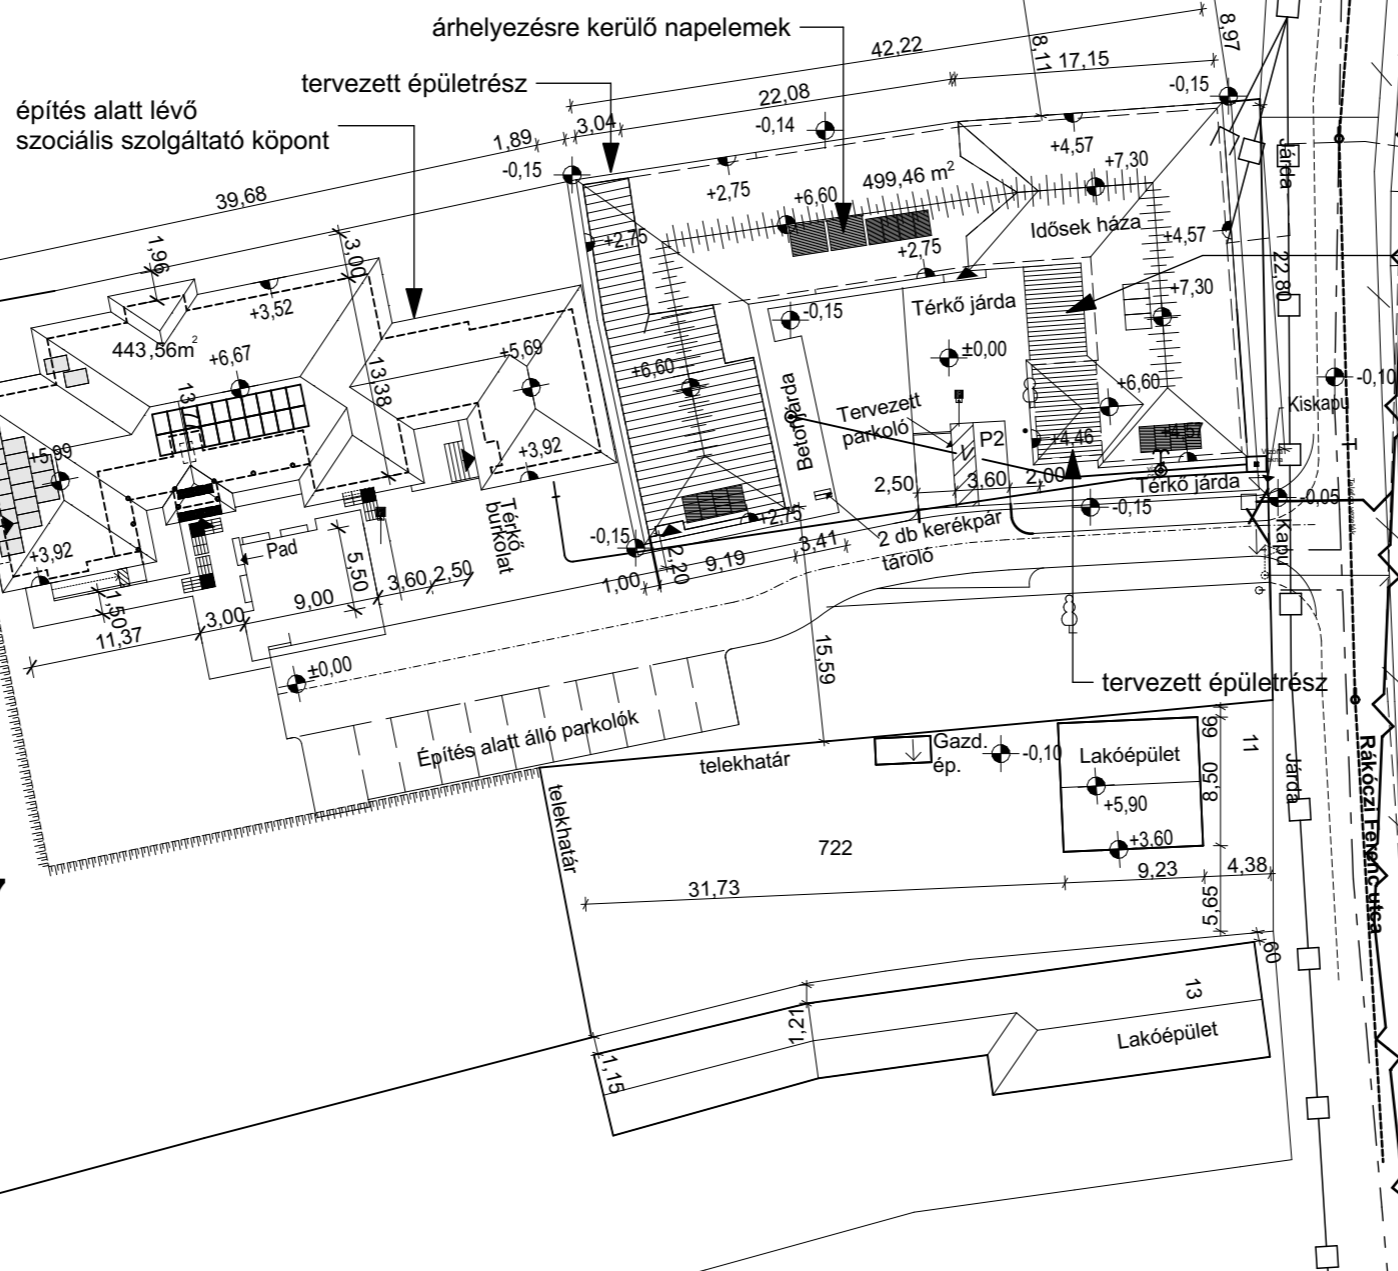 árhelyezésre kerülő napelemek
tervezett épületrész
építés alatt lévő
szociális szolgáltató köpont
42,22
8,11
17,15
8,97
22,08
-0,15
3,04
1,89
-0,14
-0,15
39,68
+4,57
+7,30
+2,75
499,46 m²
+6,60
Idősek háza
+4,57
Járda
1,96
3,00
+2,75
+2,75
22,80
+7,30
+3,52
Térkő járda
-0,15
443,56m²
+6,67
+5,69
±0,00
13,38
13,77
+6,60
+6,60
-0,10
Betonjárda
Tervezett
parkoló
Kiskapu
P2
V
+4,46
+4,57
+5,99
+3,92
2,50
3,60
2,00
Térkő járda
-0,05
-0,15
Térkő
burkolat
+2,75
-0,15
2 db kerékpár
tároló
Kapu
+3,92
Pad
5,50
3,60
2,50
1,00
2,20
9,19
3,41
1,50
3,00
9,00
11,37
±0,00
15,59
tervezett épületrész
Építés alatt álló parkolók
telekhatár
Gazd.
ép.
-0,10
Lakóépület
+5,90
+3,60
69
11
8,50
Járda
Rákóczi Ferenc utca
telekhatár
722
31,73
9,23
4,38
5,65
60
13
1,21
Lakóépület
1,15